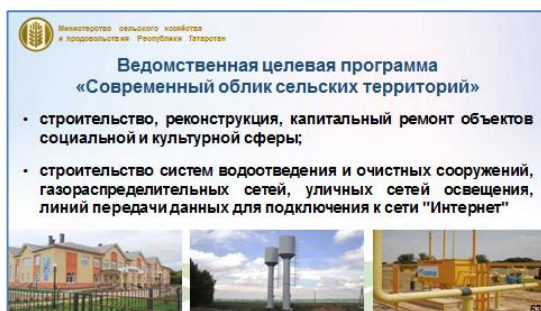 Министерство сельского хозяйства
и продовольствия Республики Татарстан
Ведомственная целевая программа
«Современный облик сельских территорий»
• строительство, реконструкция, капитальный ремонт объектов
социальной и культурной сферы;
• строительство систем водоотведения и очистных сооружений,
газораспределительных сетей, уличных сетей освещения,
линий передачи данных для подключения к сети "Интернет"